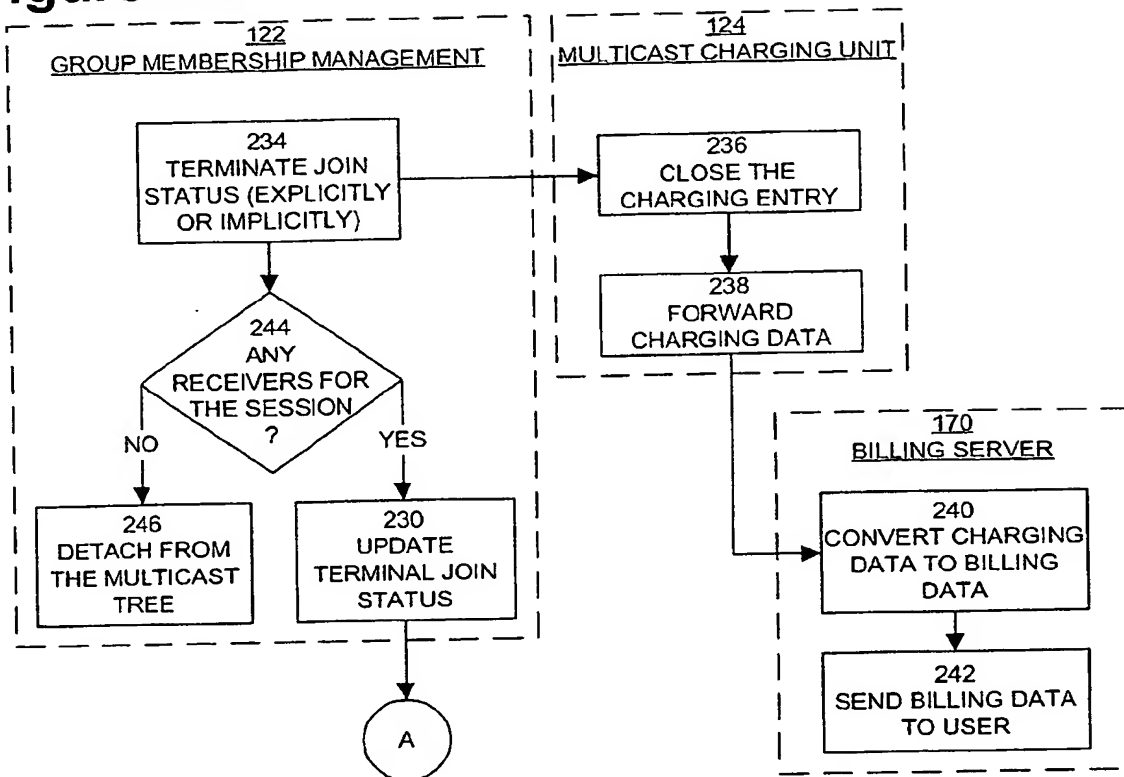 122
GROUP MEMBERSHIP MANAGEMENT
234
TERMINATE JOIN
STATUS (EXPLICITLY
OR IMPLICITLY)
244
ANY
RECEIVERS FOR
THE SESSION
?
NO
YES
246
DETACH FROM
THE MULTICAST
TREE
230
UPDATE
TERMINAL JOIN
STATUS
A
124
MULTICAST CHARGING UNIT
236
CLOSE THE
CHARGING ENTRY
238
FORWARD
CHARGING DATA
170
BILLING SERVER
240
CONVERT CHARGING
DATA TO BILLING
DATA
242
SEND BILLING DATA
TO USER